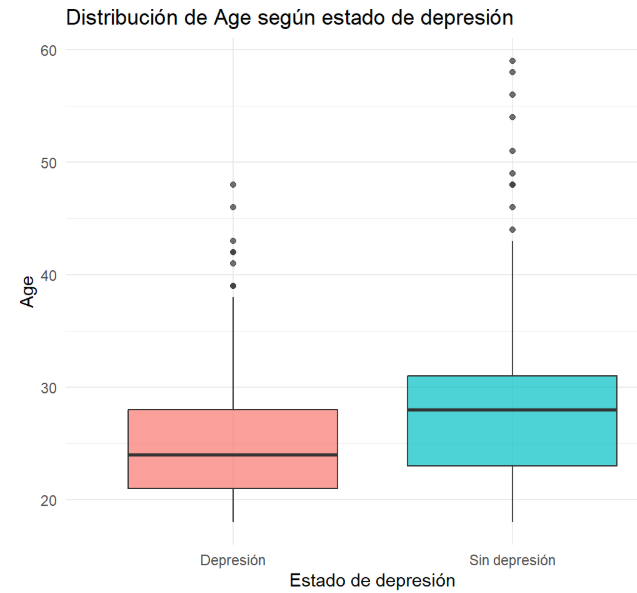 Distribución de Age según estado de depresión
60
50
40
30
20
Age
Depresión
Sin depresión
Estado de depresión